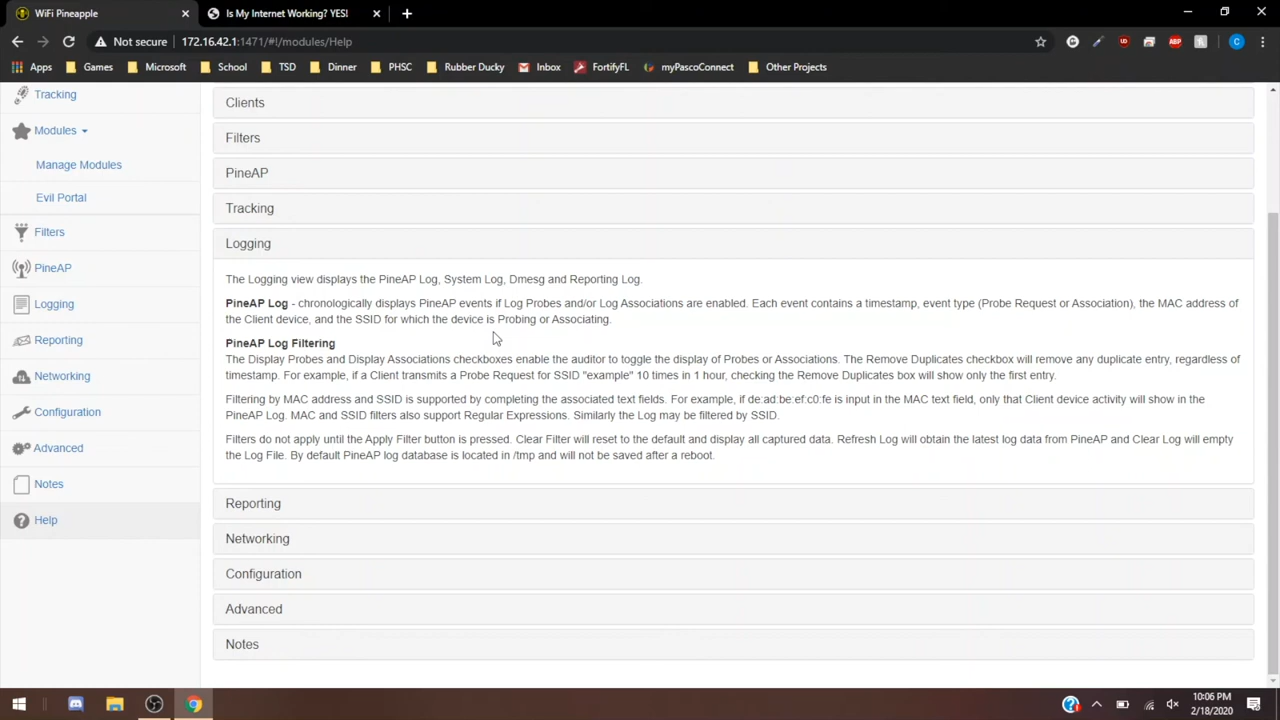 WiFi Pineapple
Is My Internet Working? YES!
Not secure
172.16.42.1:1471/#!/modules/Help
Apps
Games
Microsoft
School
TSD
Dinner
PHSC
Rubber Ducky
Inbox
FortifyFL
myPascoConnect
Other Projects
Tracking
Modules
Manage Modules
Evil Portal
Filters
PineAP
Logging
Reporting
Networking
Configuration
Advanced
Notes
Help
Clients
Filters
PineAP
Tracking
Logging
The Logging view displays the PineAP Log, System Log, Dmesg and Reporting Log.
PineAP Log - chronologically displays PineAP events if Log Probes and/or Log Associations are enabled. Each event contains a timestamp, event type (Probe Request or Association), the MAC address of
the Client device, and the SSID for which the device is Probing or Associating.
PineAP Log Filtering
The Display Probes and Display Associations checkboxes enable the auditor to toggle the display of Probes or Associations. The Remove Duplicates checkbox will remove any duplicate entry, regardless of
timestamp. For example, if a Client transmits a Probe Request for SSID "example" 10 times in 1 hour, checking the Remove Duplicates box will show only the first entry.
Filtering by MAC address and SSID is supported by completing the associated text fields. For example, if de:ad:be:ef:c0:fe is input in the MAC text field, only that Client device activity will show in the
PineAP Log. MAC and SSID filters also support Regular Expressions. Similarly the Log may be filtered by SSID.
Filters do not apply until the Apply Filter button is pressed. Clear Filter will reset to the default and display all captured data. Refresh Log will obtain the latest log data from PineAP and Clear Log will empty
the Log File. By default PineAP log database is located in /tmp and will not be saved after a reboot.
Reporting
Networking
Configuration
Advanced
Notes
10:06 PM
2/18/2020